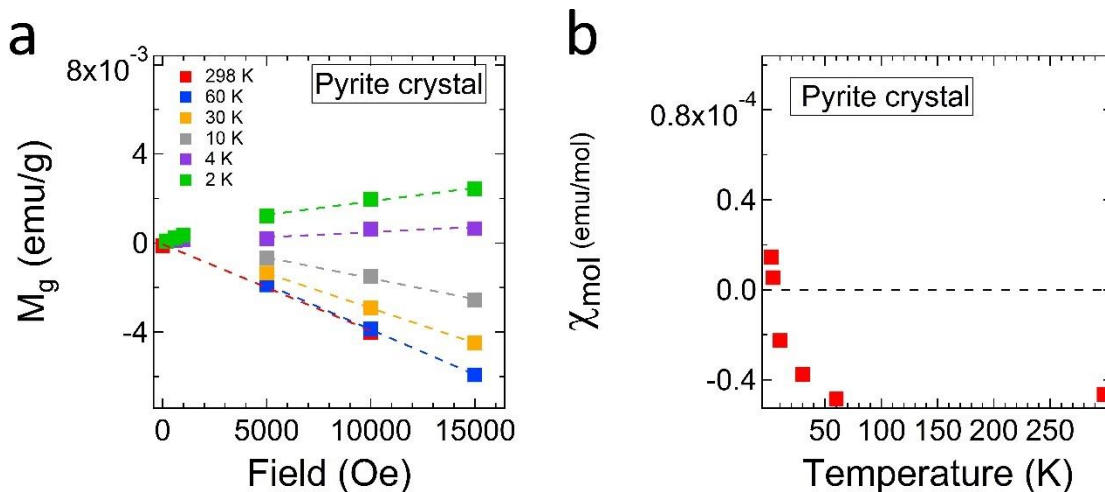 a
8x10⁻³
4
0
-4
298 K
60 K
30 K
10 K
4 K
2 K
Pyrite crystal
0
5000
10000
15000
Field (Oe)
M_g (emu/g)
b
0.8x10⁻⁴
0.4
0.0
-0.4
Pyrite crystal
50
100
150
200
250
Temperature (K)
χmol (emu/mol)